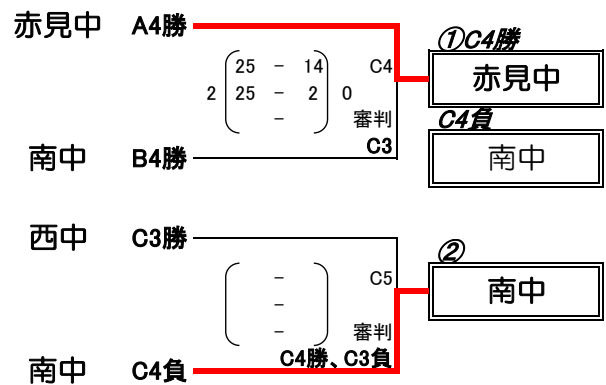 赤見中 A4勝
①C4勝
赤見中
25 - 14 C4
2 25 - 2 0
- 審判
C3
C4負
南中
南中 B4勝
西中 C3勝
②
南中
- C5
-
- 審判
C4勝、C3負
南中 C4負